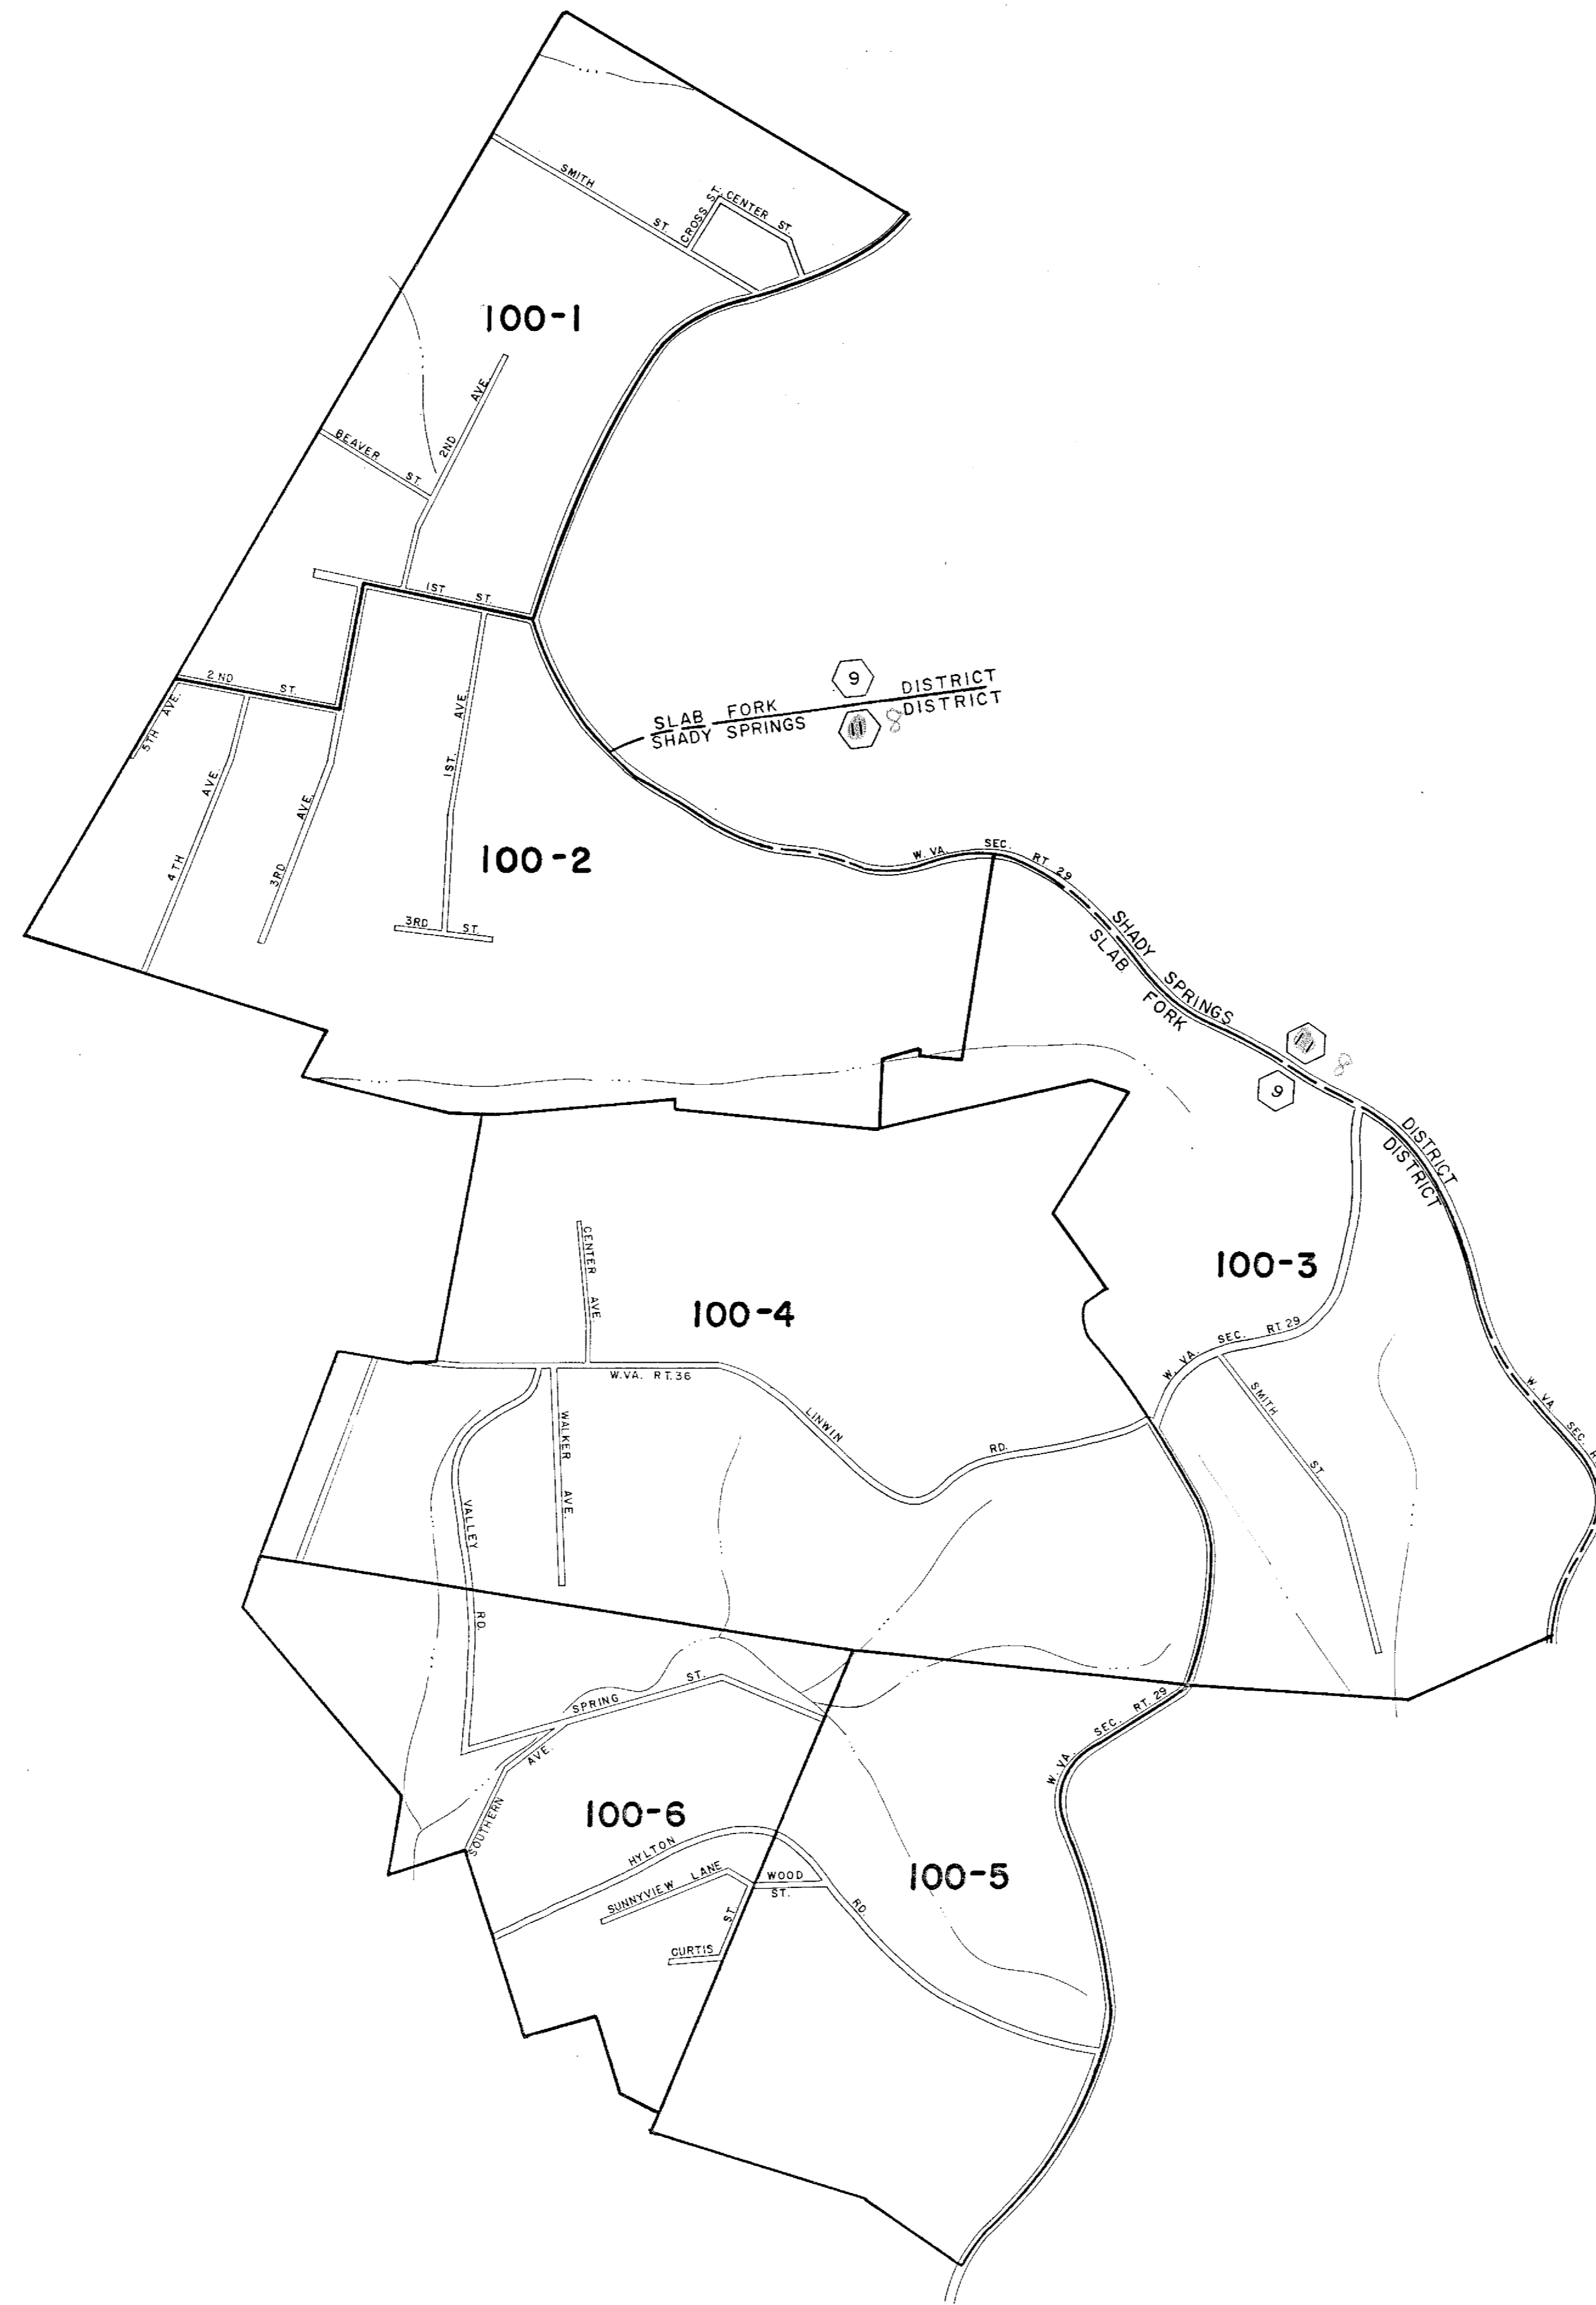 SMITH ST.
CROSS ST.
CENTER ST.
100-1
2ND AVE.
BEAVER ST.
1ST ST.
2ND ST.
5TH AVE.
4TH AVE.
3RD AVE.
1ST. AVE.
3RD ST.
100-2
9
SLAB FORK DISTRICT
SHADY SPRINGS DISTRICT
8
W. VA. SEC. RT 29
SHADY SPRINGS DISTRICT
SLAB FORK DISTRICT
8
9
100-3
W. VA. SEC. RT. 29
SMITH ST.
W. VA. SEC.
CENTER AVE.
100-4
W.VA. RT. 36
LINWIN RD.
WALKER AVE.
VALLEY RD.
SPRING ST.
SOUTHERN AVE.
100-6
HYLTON RD.
SUNNYVIEW LANE
WOOD ST.
CURTIS ST.
100-5
W. VA. SEC. RT. 29